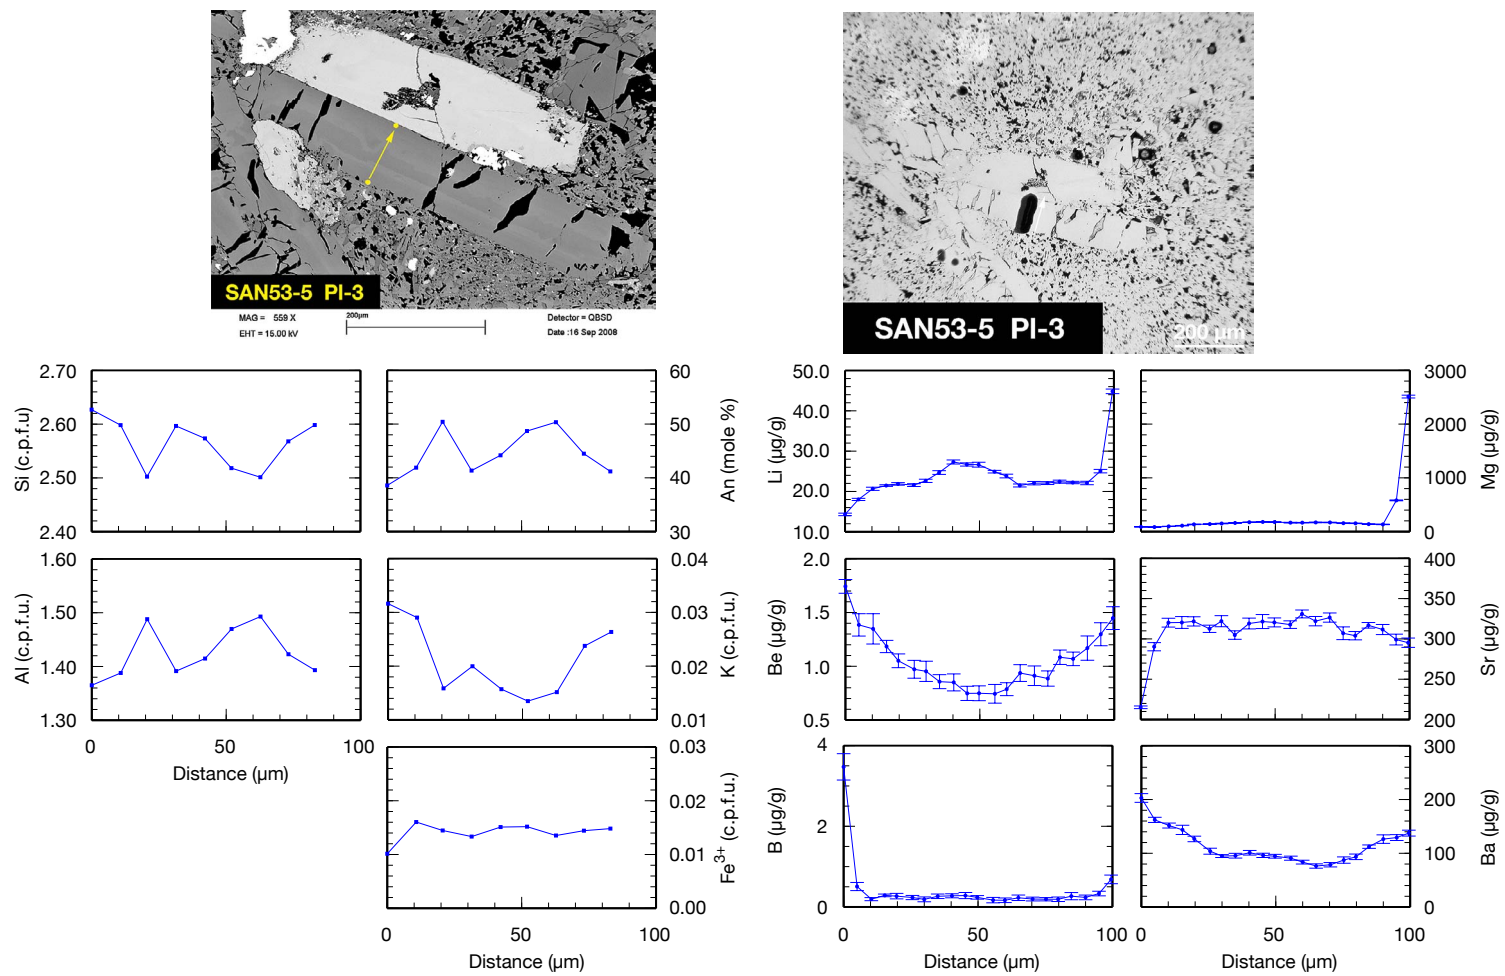 SAN53-5 Pl-3
MAG = 559 X
EHT = 15.00 kV
200µm
Detector = QBSD
Date :16 Sep 2008
SAN53-5 Pl-3
200 µm
2.70
2.60
2.50
2.40
Si (c.p.f.u)
60
50
40
30
An (mole %)
1.60
1.50
1.40
1.30
Al (c.p.f.u.)
0
50
100
Distance (µm)
0.04
0.03
0.02
0.01
K (c.p.f.u.)
0.03
0.02
0.01
0.00
Fe3+ (c.p.f.u.)
0
50
100
Distance (µm)
50.0
40.0
30.0
20.0
10.0
Li (µg/g)
3000
2000
1000
0
Mg (µg/g)
2.0
1.5
1.0
0.5
Be (µg/g)
400
350
300
250
200
Sr (µg/g)
4
2
0
B (µg/g)
0
50
100
Distance (µm)
300
200
100
0
Ba (µg/g)
0
50
100
Distance (µm)